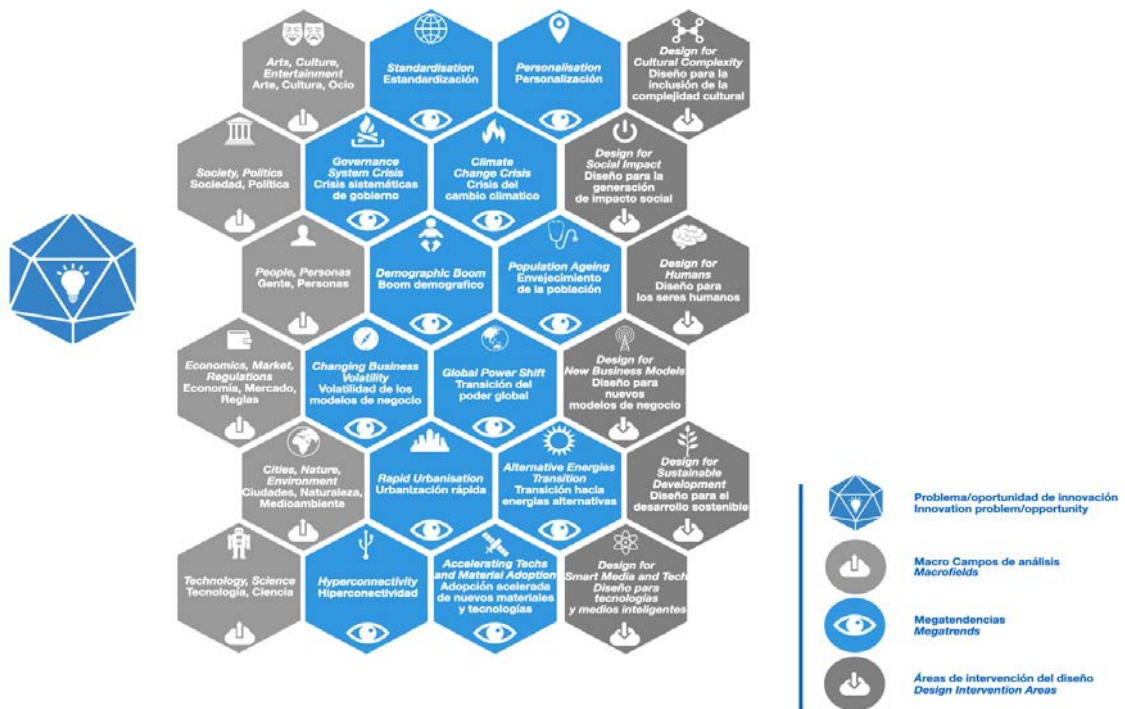 Arts, Culture,
Entertainment
Arte, Cultura, Ocio
Standardisation
Estandardización
Personalisation
Personalización
Design for
Cultural Complexity
Diseño para la
inclusión de la
complejidad cultural
Society, Politics
Sociedad, Política
Governance
System Crisis
Crisis sistemáticas
de gobierno
Climate
Change Crisis
Crisis del
cambio climatico
Design for
Social Impact
Diseño para la
generación
de impacto social
People, Personas
Gente, Personas
Demographic Boom
Boom demografico
Population Ageing
Envejecimiento
de la población
Design for
Humans
Diseño para
los seres humanos
Economics, Market,
Regulations
Economía, Mercado,
Reglas
Changing Business
Volatility
Volatilidad de los
modelos de negocio
Global Power Shift
Transición del
poder global
Design for
New Business Models
Diseño para
nuevos
modelos de negocio
Cities, Nature,
Environment
Ciudades, Naturaleza,
Medioambiente
Rapid Urbanisation
Urbanización rápida
Alternative Energies
Transition
Transición hacia
energias alternativas
Design for
Sustainable
Development
Diseño para el
desarrollo sostenible
Technology, Science
Tecnología, Ciencia
Hyperconnectivity
Hiperconectividad
Accelerating Techs
and Material Adoption
Adopción acelerada
de nuevos materiales
y tecnologías
Design for
Smart Media and Tech
Diseño para
tecnologías
y medios inteligentes
Problema/oportunidad de innovación
Innovation problem/opportunity
Macro Campos de análisis
Macrofields
Megatendencias
Megatrends
Áreas de intervención del diseño
Design Intervention Areas